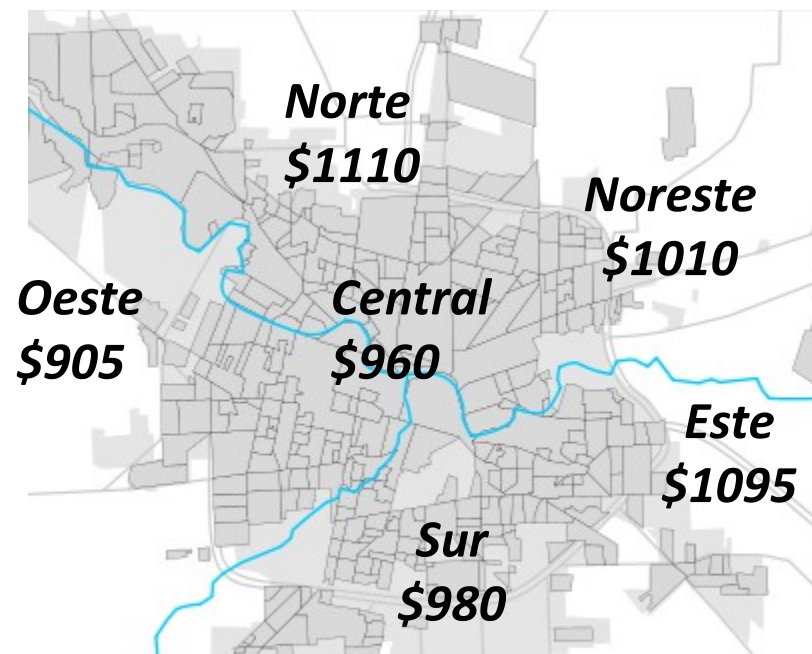 Norte
$1110
Noreste
$1010
Oeste
$905
Central
$960
Este
$1095
Sur
$980